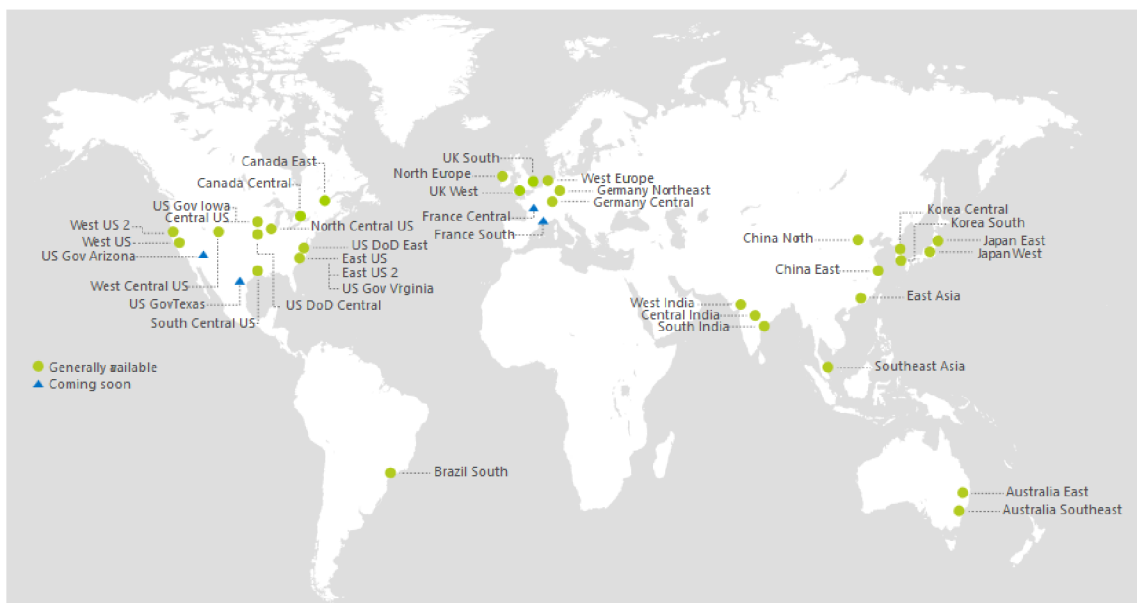 Canada East
Canada Central
US Gov Iowa
Central US
West US 2
West US
US Gov Arizona
North Central US
US DoD East
East US
East US 2
US Gov Vrginia
West Central US
US GovTexas
US DoD Central
South Central US
Generally aailable
Coming soon
Brazil South
UK South
North Europe
UK West
West Europe
Germany Northeast
Germany Central
France Central
France South
Korea Central
Korea South
China North
Japan East
Japan West
China East
East Asia
West India
Central India
South India
Southeast Asia
Australia East
Australia Southeast